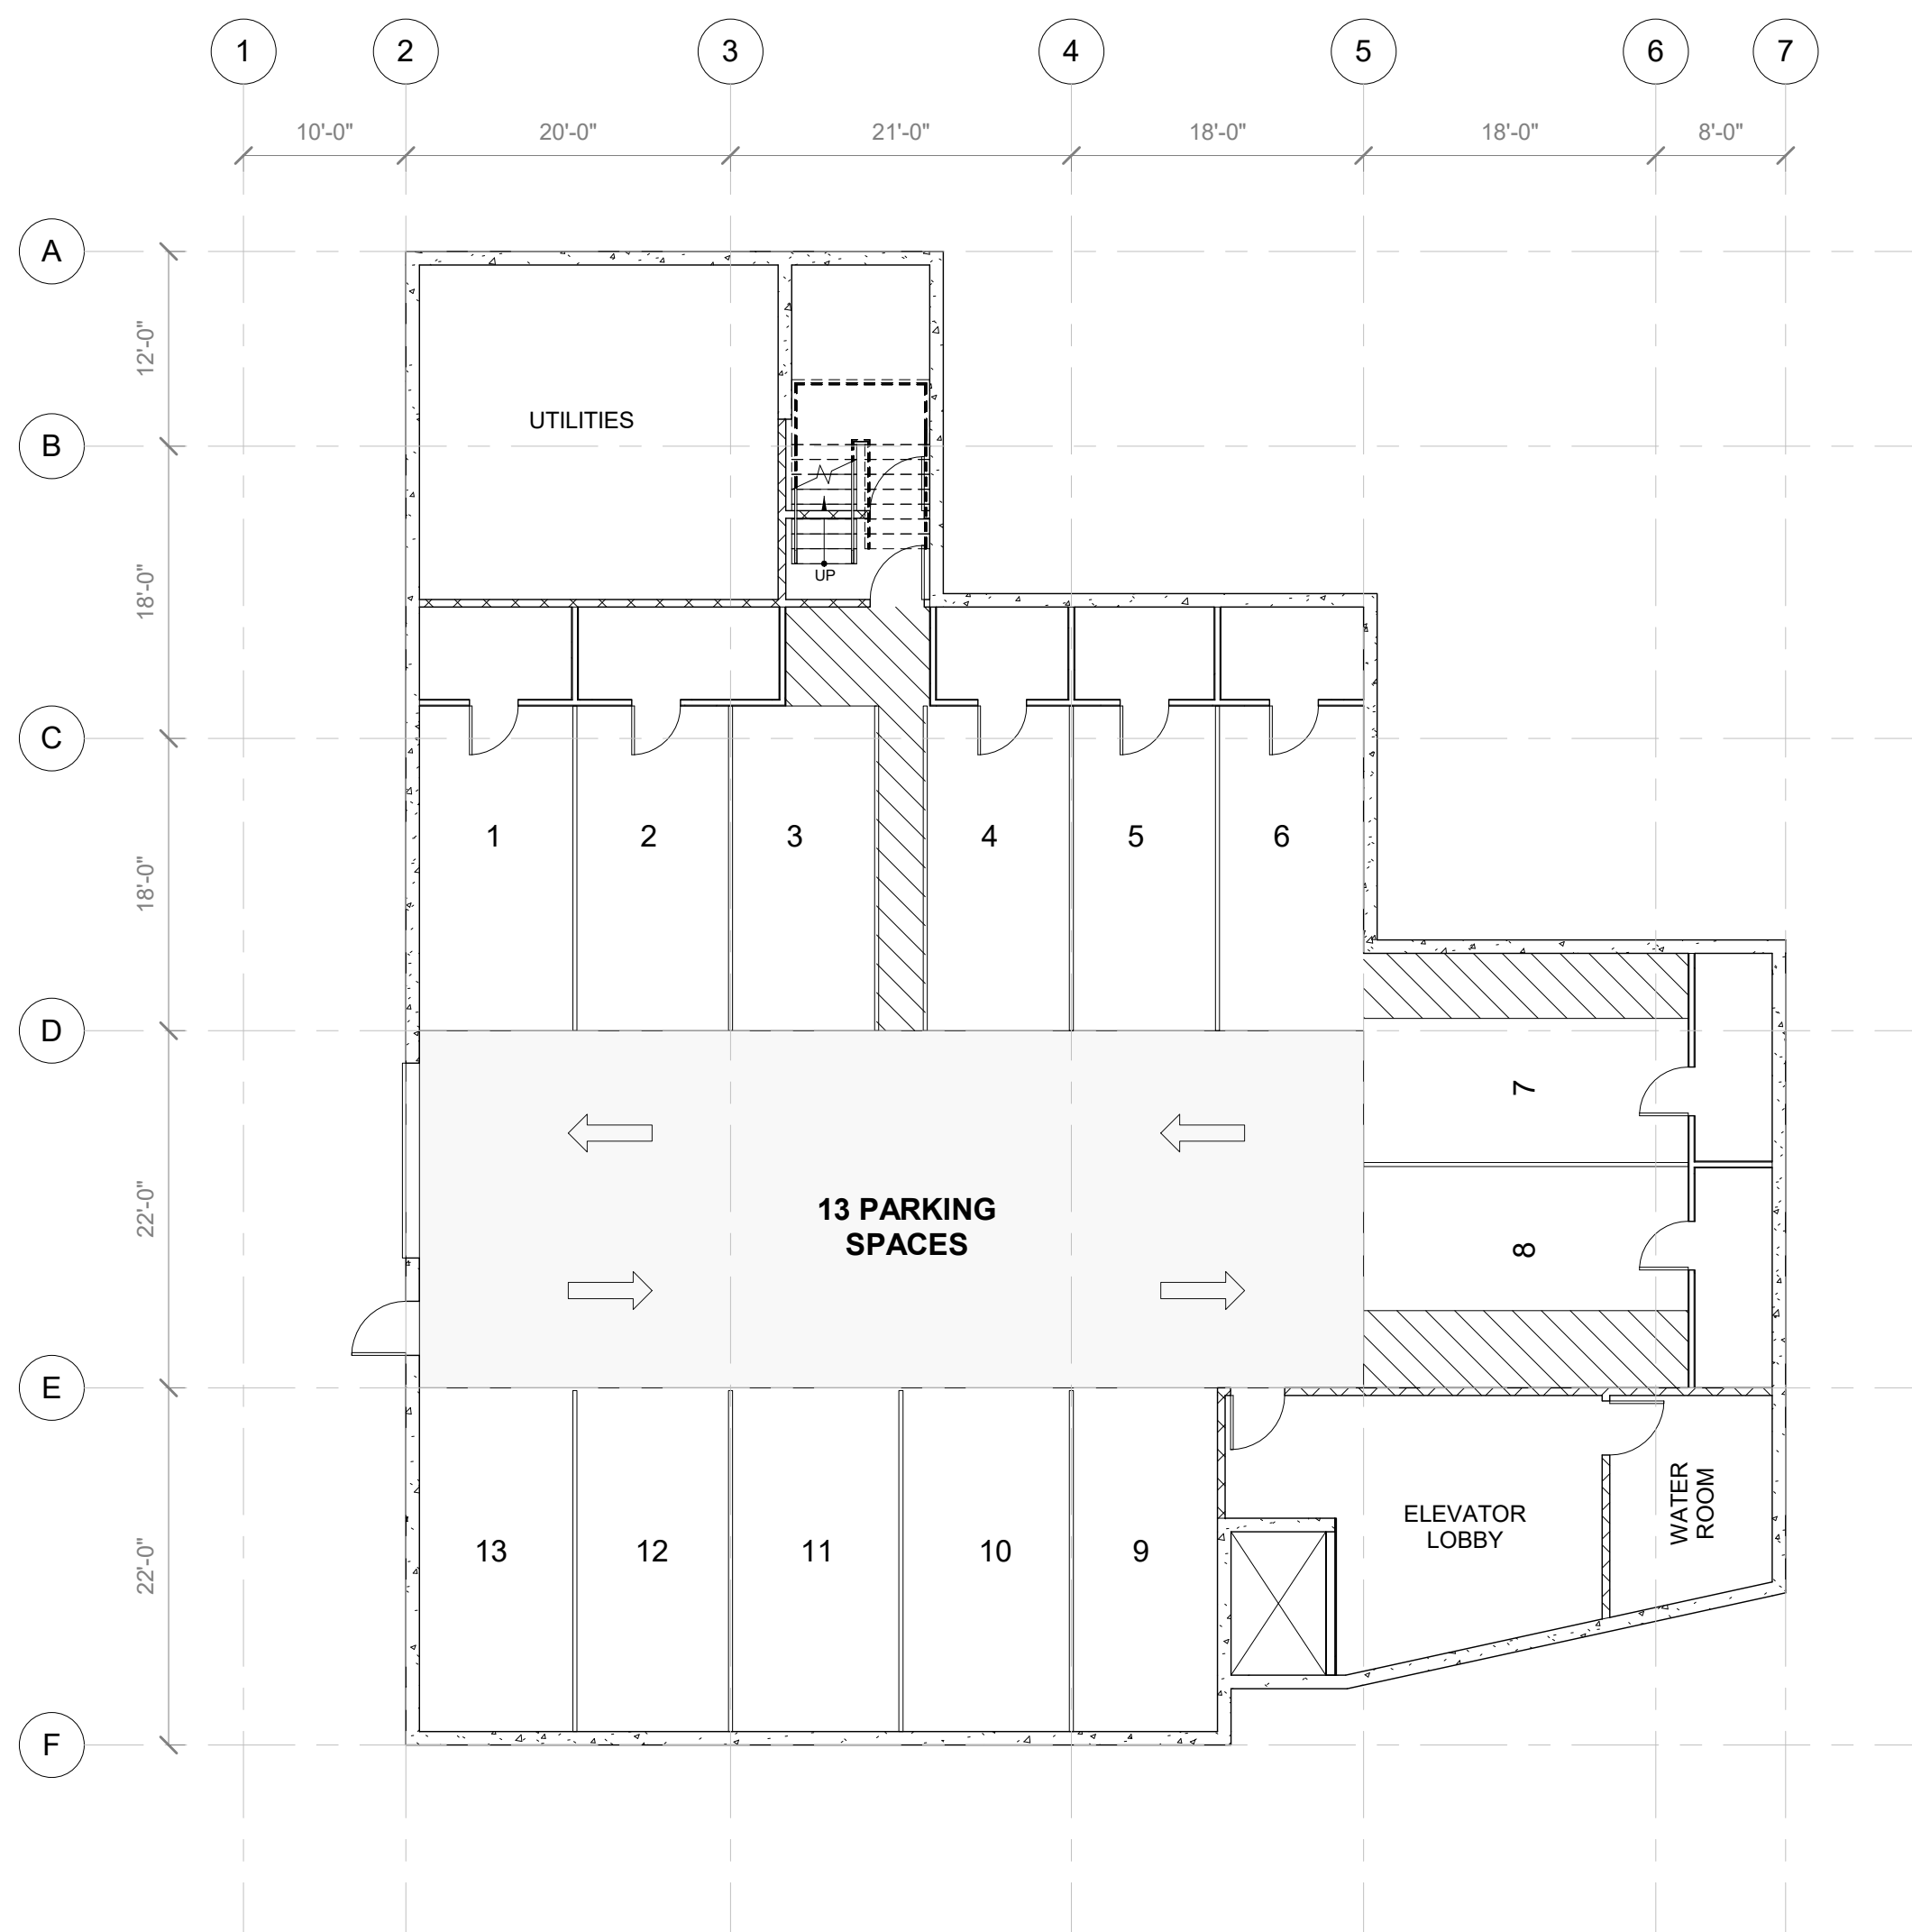 1 2 3 4 5 6 7
10'-0" 20'-0" 21'-0" 18'-0" 18'-0" 8'-0"
A
12'-0"
B
UTILITIES
UP
18'-0"
C
1 2 3 4 5 6
18'-0"
D
7
13 PARKING
SPACES
22'-0"
8
E
ELEVATOR
LOBBY
WATER
ROOM
13 12 11 10 9
22'-0"
F